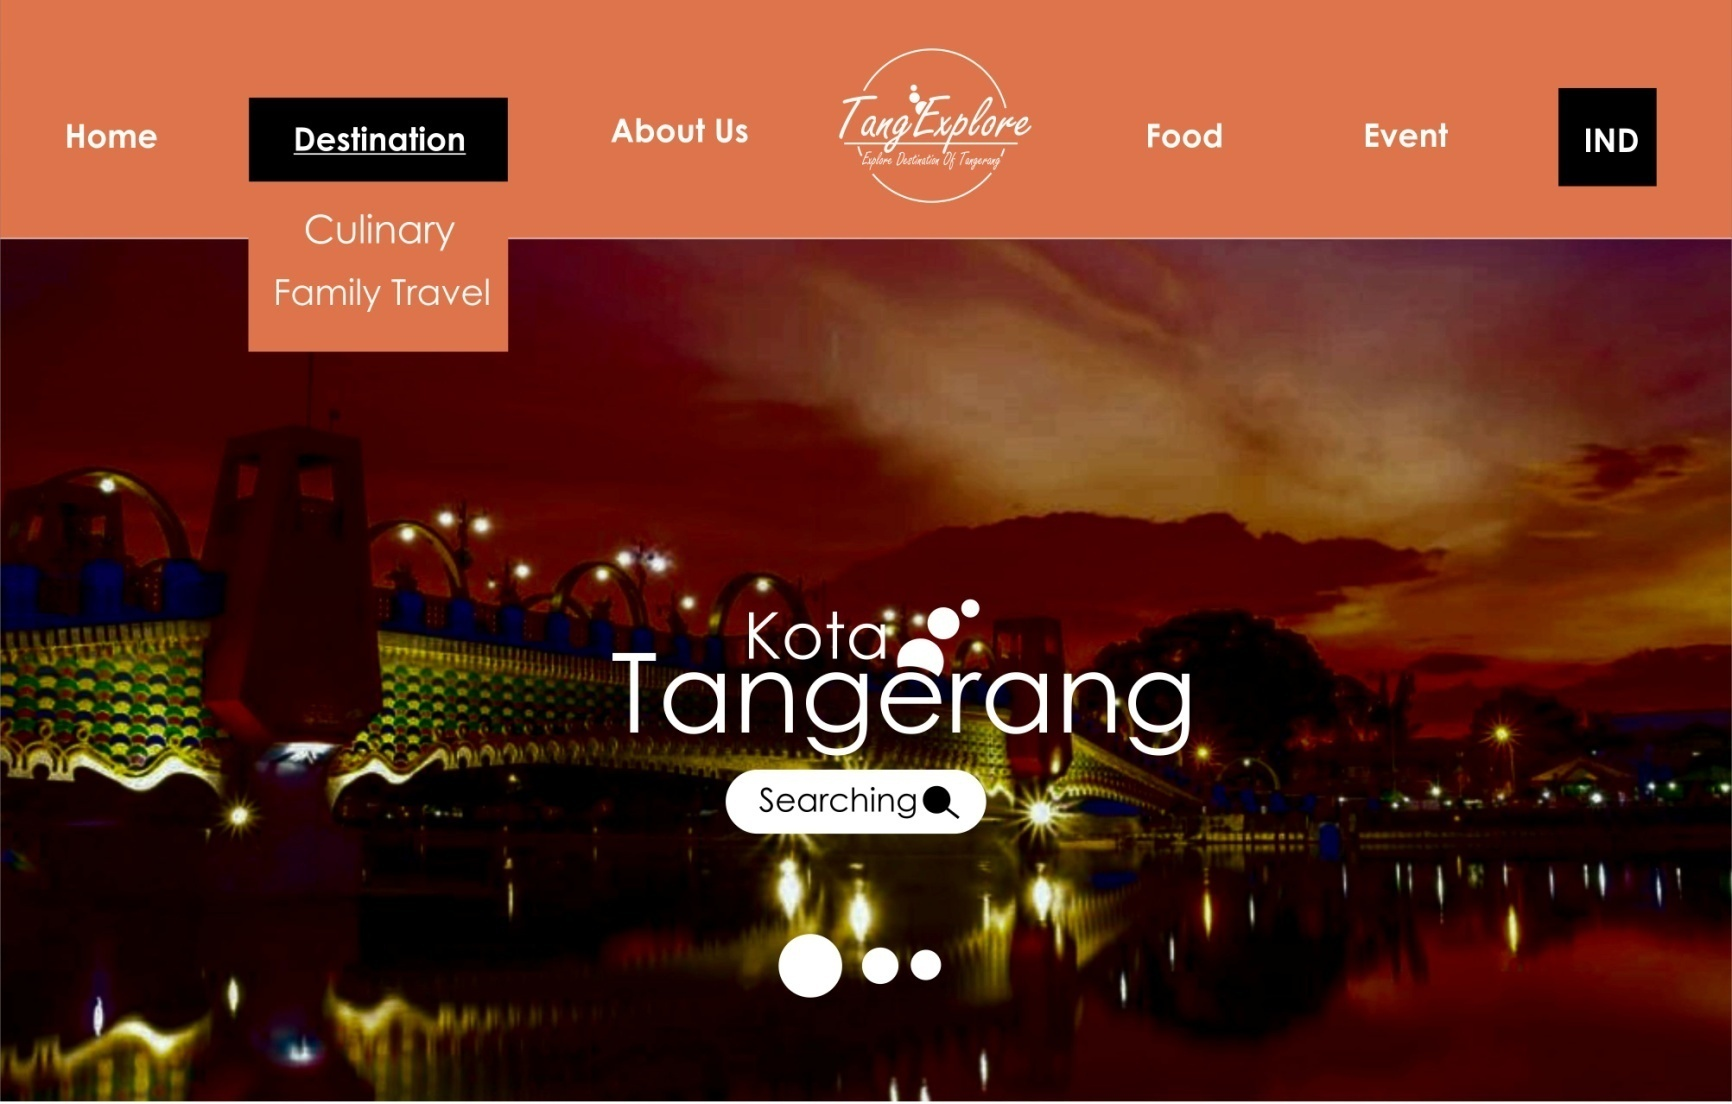 Home
Destination
About Us
TangExplore
'Explore Destination Of Tangerang'
Food
Event
IND
Culinary
Family Travel
Kota
Tangerang
Searching